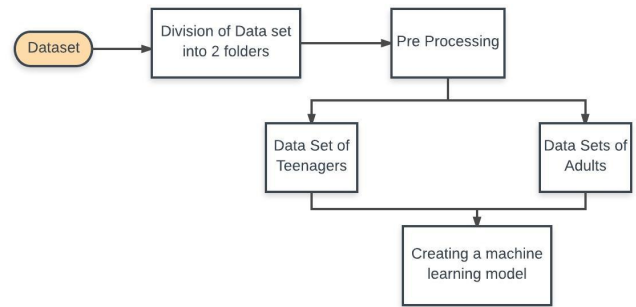 Dataset
Division of Data set
into 2 folders
Pre Processing
Data Set of
Teenagers
Data Sets of
Adults
Creating a machine
learning model